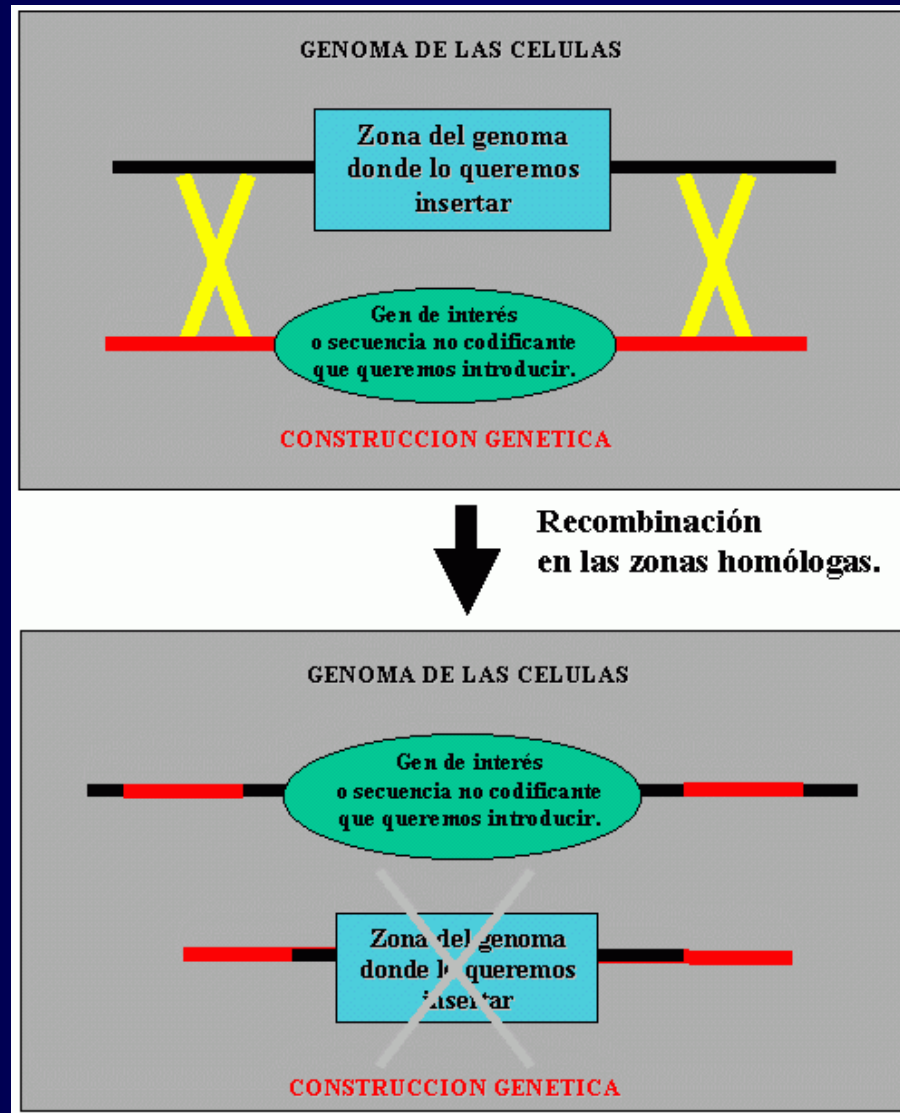 GENOMA DE LAS CELULAS
Zona del genoma
donde lo queremos
insertar
Gen de interés
o secuencia no codificante
que queremos introducir.
CONSTRUCCION GENETICA
Recombinación
en las zonas homólogas.
GENOMA DE LAS CELULAS
Gen de interés
o secuencia no codificante
que queremos introducir.
Zona del genoma
donde lo queremos
insertar
CONSTRUCCION GENETICA